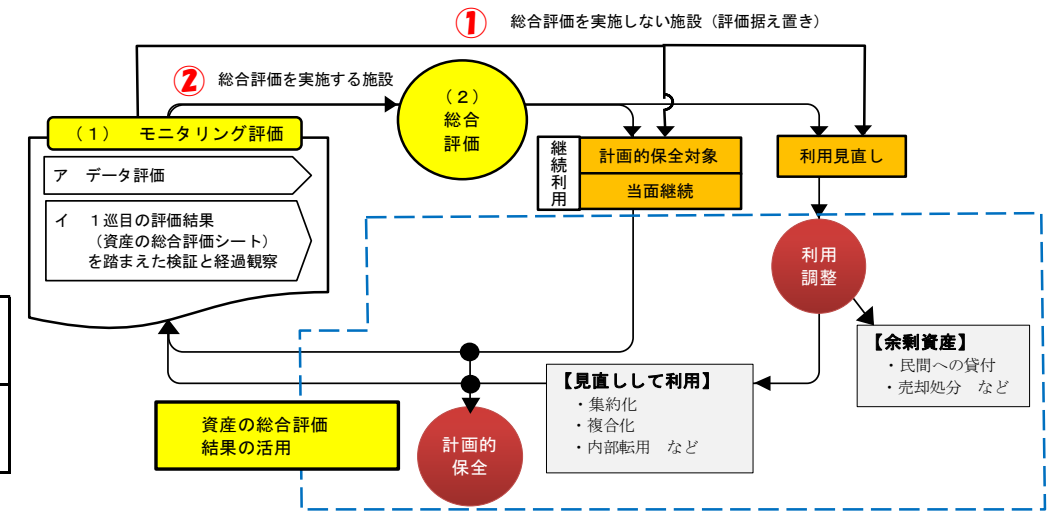 ① 総合評価を実施しない施設（評価据え置き）
② 総合評価を実施する施設
（２）
総合
評価
（１）　モニタリング評価
ア　データ評価
イ　１巡目の評価結果
（資産の総合評価シート）
を踏まえた検証と経過観察
継続利用
計画的保全対象
当面継続
利用見直し
利用
調整
【余剰資産】
・民間への貸付
・売却処分　など
【見直しして利用】
・集約化
・複合化
・内部転用　など
資産の総合評価
結果の活用
計画的
保全